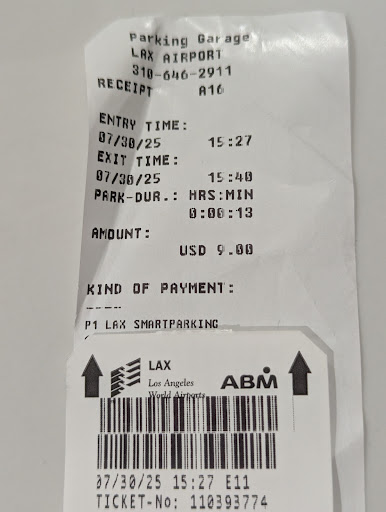 Parking Garage
LAX AIRPORT
310-646-2911
RECEIPT A16
ENTRY TIME:
07/30/25 15:27
EXIT TIME:
07/30/25 15:40
PARK-DUR.: HRS:MIN
0:00:13
AMOUNT:
USD 9.00
KIND OF PAYMENT:
----
P1 LAX SMARTPARKING
LAX
Los Angeles
World Airports
ABM
07/30/25 15:27 E11
TICKET-No: 110393774